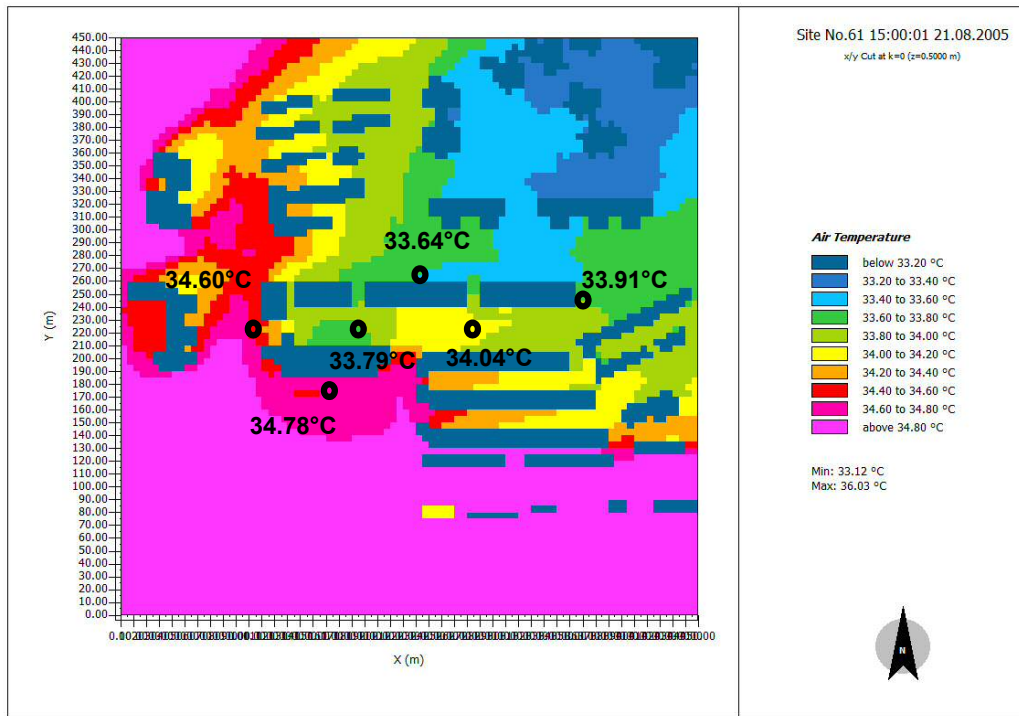 Site No.61 15:00:01 21.08.2005
x/y Cut at k=0 (z=0.5000 m)
450.00
440.00
430.00
420.00
410.00
400.00
390.00
380.00
370.00
360.00
350.00
340.00
330.00
320.00
310.00
300.00
290.00
280.00
270.00
260.00
250.00
240.00
230.00
220.00
210.00
200.00
190.00
180.00
170.00
160.00
150.00
140.00
130.00
120.00
110.00
100.00
90.00
80.00
70.00
60.00
50.00
40.00
30.00
20.00
10.00
0.00
Y (m)
X (m)
33.64°C
34.60°C
33.91°C
33.79°C
34.04°C
34.78°C
Air Temperature
below 33.20 °C
33.20 to 33.40 °C
33.40 to 33.60 °C
33.60 to 33.80 °C
33.80 to 34.00 °C
34.00 to 34.20 °C
34.20 to 34.40 °C
34.40 to 34.60 °C
34.60 to 34.80 °C
above 34.80 °C
Min: 33.12 °C
Max: 36.03 °C
N